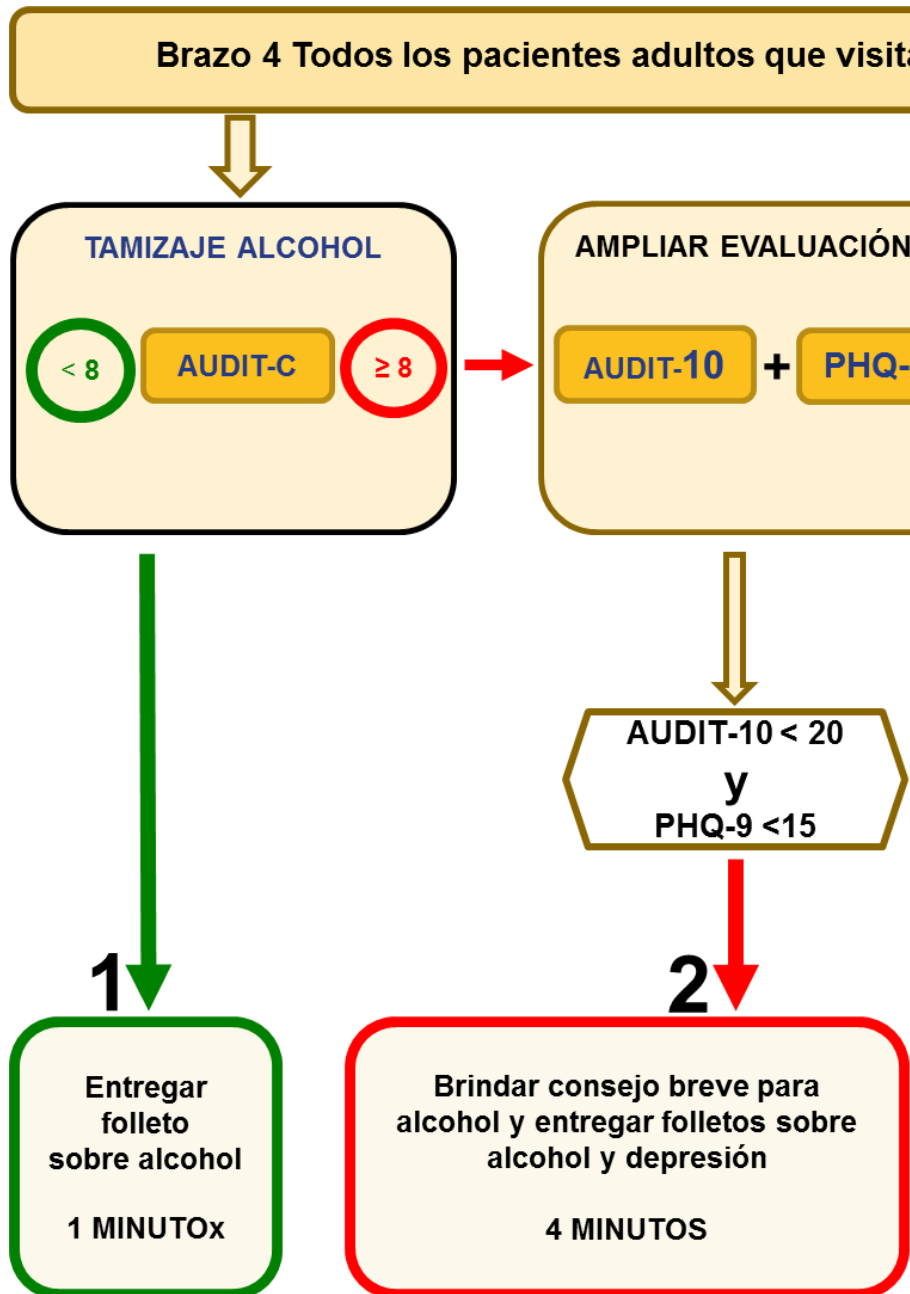 Brazo 4 Todos los pacientes adultos que
TAMIZAJE ALCOHOL
< 8
AUDIT-C
≥ 8
AMPLIAR EVALUACIÓN
AUDIT-10 + PHQ-
AUDIT-10 < 20
y
PHQ-9 <15
1
Entregar
folleto
sobre alcohol
1 MINUTOx
2
Brindar consejo breve para
alcohol y entregar folletos sobre
alcohol y depresión
4 MINUTOS